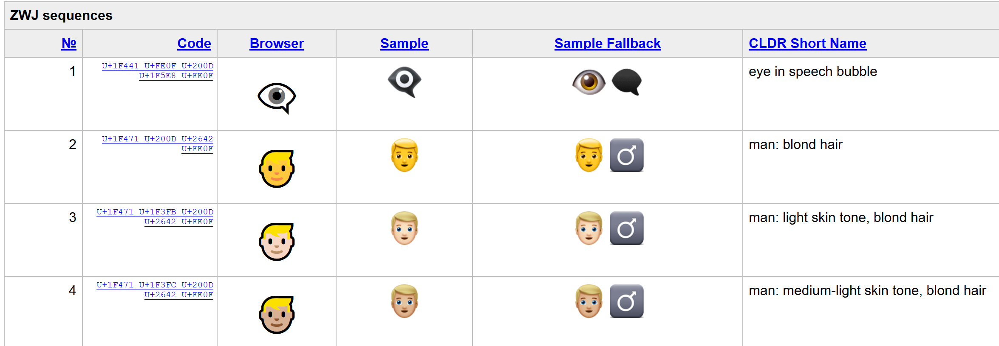 ZWJ sequences
№ Code Browser Sample Sample Fallback CLDR Short Name
1 U+1F441 U+FE0F U+200D eye in speech bubble
U+1F5E8 U+FE0F
2 U+1F471 U+200D U+2642 man: blond hair
U+FE0F
3 U+1F471 U+1F3FB U+200D man: light skin tone, blond hair
U+2642 U+FE0F
4 U+1F471 U+1F3FC U+200D man: medium-light skin tone, blond hair
U+2642 U+FE0F